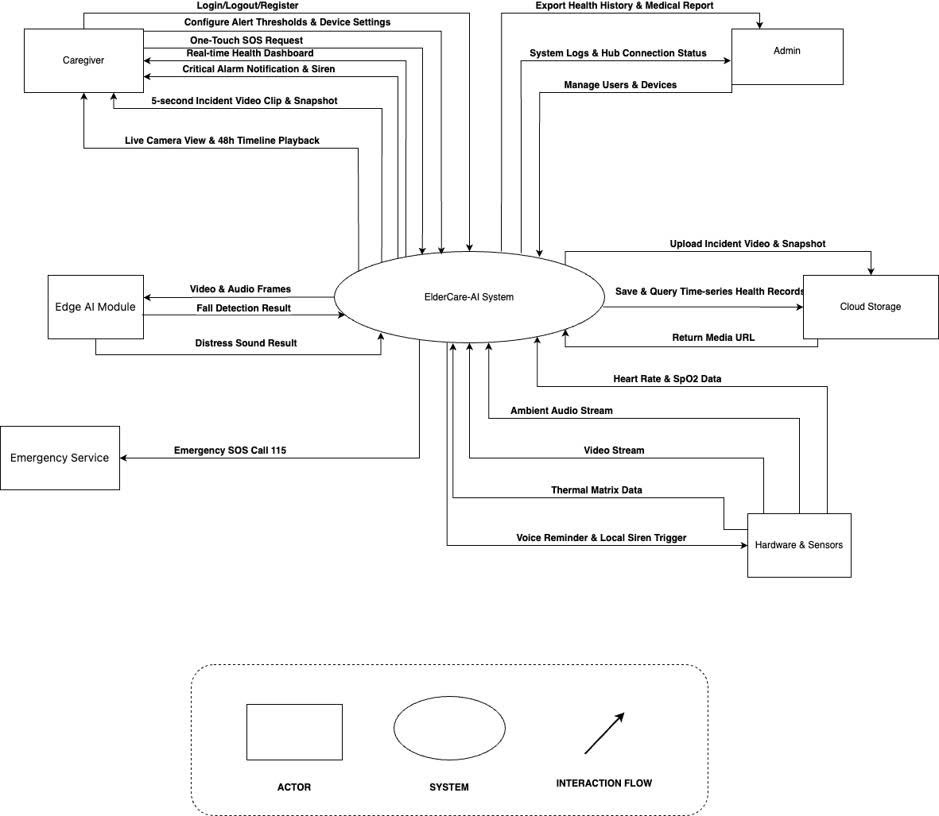 Login/Logout/Register
Export Health History & Medical Report
Configure Alert Thresholds & Device Settings
One-Touch SOS Request
Caregiver
Real-time Health Dashboard
System Logs & Hub Connection Status
Admin
Critical Alarm Notification & Siren
Manage Users & Devices
5-second Incident Video Clip & Snapshot
Live Camera View & 48h Timeline Playback
Upload Incident Video & Snapshot
Video & Audio Frames
ElderCare-AI System
Save & Query Time-series Health Records
Edge AI Module
Fall Detection Result
Cloud Storage
Distress Sound Result
Return Media URL
Heart Rate & SpO2 Data
Ambient Audio Stream
Emergency Service
Emergency SOS Call 115
Video Stream
Thermal Matrix Data
Voice Reminder & Local Siren Trigger
Hardware & Sensors
ACTOR
SYSTEM
INTERACTION FLOW